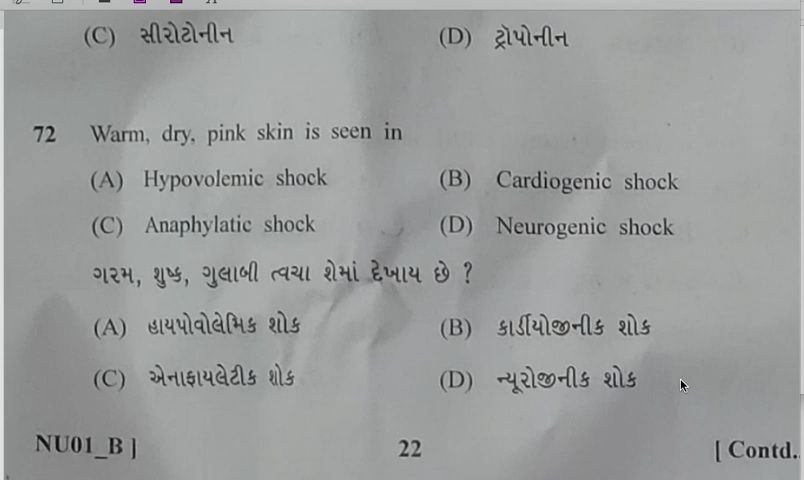 (C) સીરોટોનીન (D) ટ્રોપોનીન
72 Warm, dry, pink skin is seen in
(A) Hypovolemic shock (B) Cardiogenic shock
(C) Anaphylatic shock (D) Neurogenic shock
ગરમ, શુષ્ક, ગુલાબી ત્વચા શેમાં દેખાય છે ?
(A) હાયપોવોલેમિક શોક (B) કાર્ડીયોજીનીક શોક
(C) એનાફાયલેટીક શોક (D) ન્યૂરોજીનીક શોક
NU01_B ] 22 [ Contd..